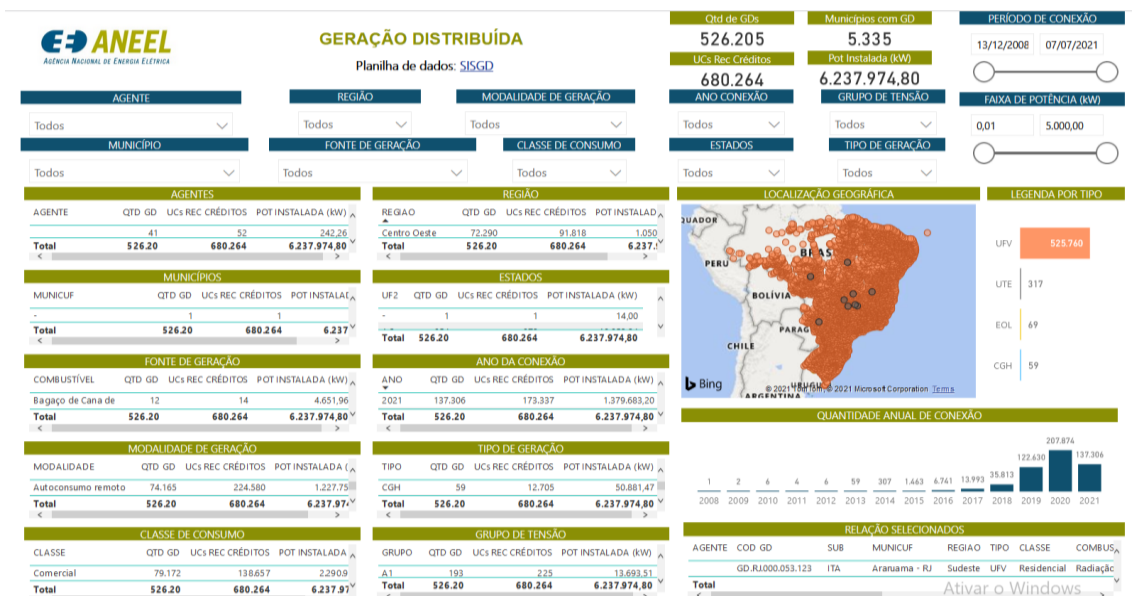 ANEEL
AGÊNCIA NACIONAL DE ENERGIA ELÉTRICA
GERAÇÃO DISTRIBUÍDA
Planilha de dados: SISGD
Qtd de GDs
526.205
UCs Rec Créditos
680.264
Municípios com GD
5.335
Pot Instalada (kW)
6.237.974,80
PERÍODO DE CONEXÃO
13/12/2008 07/07/2021
FAIXA DE POTÊNCIA (kW)
0,01 5.000,00
AGENTE
Todos
REGIÃO
Todos
MODALIDADE DE GERAÇÃO
Todos
ANO CONEXÃO
Todos
GRUPO DE TENSÃO
Todos
MUNICÍPIO
Todos
FONTE DE GERAÇÃO
Todos
CLASSE DE CONSUMO
Todos
ESTADOS
Todos
TIPO DE GERAÇÃO
Todos
AGENTES
AGENTE QTD GD UCs REC CRÉDITOS POT INSTALADA (kW)
41 52 242,26
Total 526.20 680.264 6.237.974,80
REGIÃO
REGIAO QTD GD UCs REC CRÉDITOS POT INSTALAD
Centro Oeste 72.290 91.818 1.050
Total 526.20 680.264 6.237.
MUNICÍPIOS
MUNICUF QTD GD UCs REC CRÉDITOS POT INSTALA
- 1 1
Total 526.20 680.264 6.237
ESTADOS
UF2 QTD GD UCs REC CRÉDITOS POT INSTALADA (kW)
- 1 1 14,00
Total 526.20 680.264 6.237.974,80
FONTE DE GERAÇÃO
COMBUSTÍVEL QTD GD UCs REC CRÉDITOS POT INSTALADA (kW)
Bagaço de Cana de 12 14 4.651,96
Total 526.20 680.264 6.237.974,80
ANO DA CONEXÃO
ANO QTD GD UCs REC CRÉDITOS POT INSTALADA (kW)
2021 137.306 173.337 1.379.683,20
Total 526.20 680.264 6.237.974,80
MODALIDADE DE GERAÇÃO
MODALIDADE QTD GD UCs REC CRÉDITOS POT INSTALADA (
Autoconsumo remoto 74.165 224.580 1.227.75
Total 526.20 680.264 6.237.97
TIPO DE GERAÇÃO
TIPO QTD GD UCs REC CRÉDITOS POT INSTALADA (kW)
CGH 59 12.705 50.881,47
Total 526.20 680.264 6.237.974,80
CLASSE DE CONSUMO
CLASSE QTD GD UCs REC CRÉDITOS POT INSTALADA
Comercial 79.172 138.657 2.290.9
Total 526.20 680.264 6.237.97
GRUPO DE TENSÃO
GRUPO QTD GD UCs REC CRÉDITOS POT INSTALADA (kW)
A1 193 225 13.693,51
Total 526.20 680.264 6.237.974,80
LOCALIZAÇÃO GEOGRÁFICA
QUADOR
BRAS
PERU
BOLÍVIA
PARAG
CHILE
URUGU
ARGENTINA
Bing
© 2021 TomTom, © 2021 Microsoft Corporation Terms
LEGENDA POR TIPO
UFV 525.760
UTE 317
EOL 69
CGH 59
QUANTIDADE ANUAL DE CONEXÃO
1 2 6 4 6 59 307 1.463 6.741 13.993 35.813 122.630 207.874 137.306
2008 2009 2010 2011 2012 2013 2014 2015 2016 2017 2018 2019 2020 2021
RELAÇÃO SELECIONADOS
AGENTE COD GD SUB MUNICUF REGIAO TIPO CLASSE COMBUS
GD.RJ.000.053.123 ITA Araruama - RJ Sudeste UFV Residencial Radiaçã
Total
Ativar o Windows